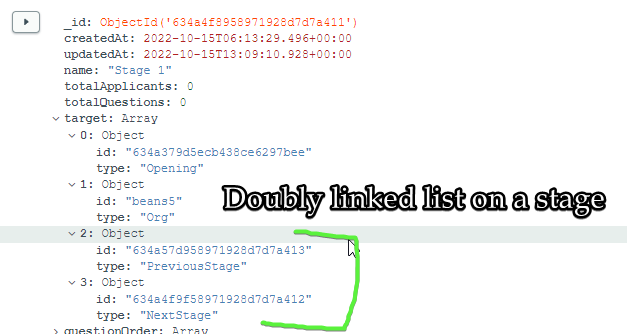 _id: ObjectId('634a4f8958971928d7d7a411')
createdAt: 2022-10-15T06:13:29.496+00:00
updatedAt: 2022-10-15T13:09:10.928+00:00
name: "Stage 1"
totalApplicants: 0
totalQuestions: 0
target: Array
0: Object
id: "634a379d5ecb438ce6297bee"
type: "Opening"
1: Object
id: "beans5"
type: "Org"
Doubly linked list on a stage
2: Object
id: "634a57d958971928d7d7a413"
type: "PreviousStage"
3: Object
id: "634a4f9f58971928d7d7a412"
type: "NextStage"
questionOrder: Array